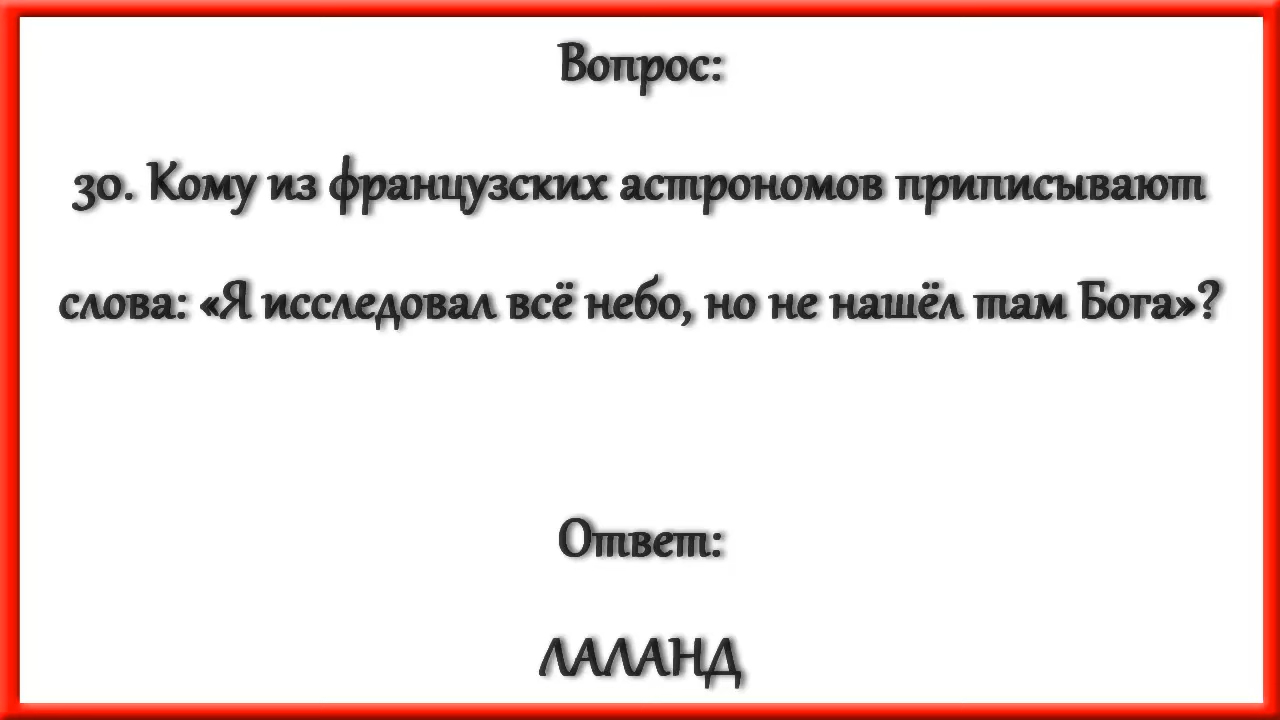 Вопрос:
30. Кому из французских астрономов приписывают
слова: «Я исследовал всё небо, но не нашёл там Бога»?
Ответ:
ЛАЛАНД